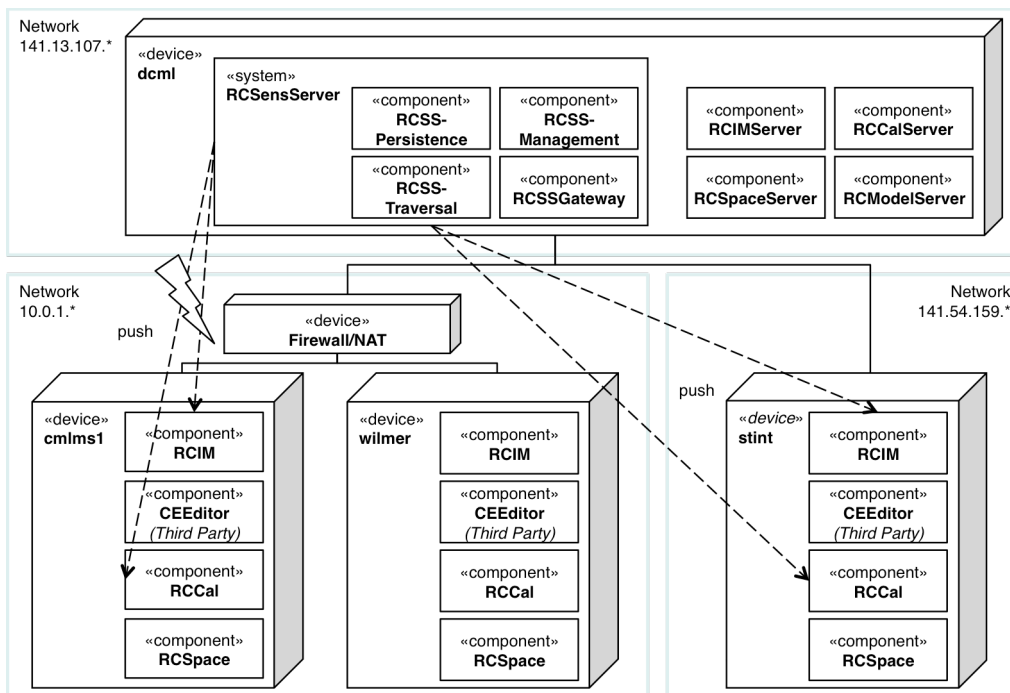 Network
141.13.107.*
«device»
dcml
«system»
RCSensServer
«component»
RCSS-
Persistence
«component»
RCSS-
Management
«component»
RCSS-
Traversal
«component»
RCSSGateway
«component»
RCIMServer
«component»
RCCalServer
«component»
RCSpaceServer
«component»
RCModelServer
Network
10.0.1.*
push
«device»
Firewall/NAT
Network
141.54.159.*
push
«device»
cmlms1
«component»
RCIM
«component»
CEEditor
(Third Party)
«component»
RCCal
«component»
RCSpace
«device»
wilmer
«component»
RCIM
«component»
CEEditor
(Third Party)
«component»
RCCal
«component»
RCSpace
«device»
stint
«component»
RCIM
«component»
CEEditor
(Third Party)
«component»
RCCal
«component»
RCSpace